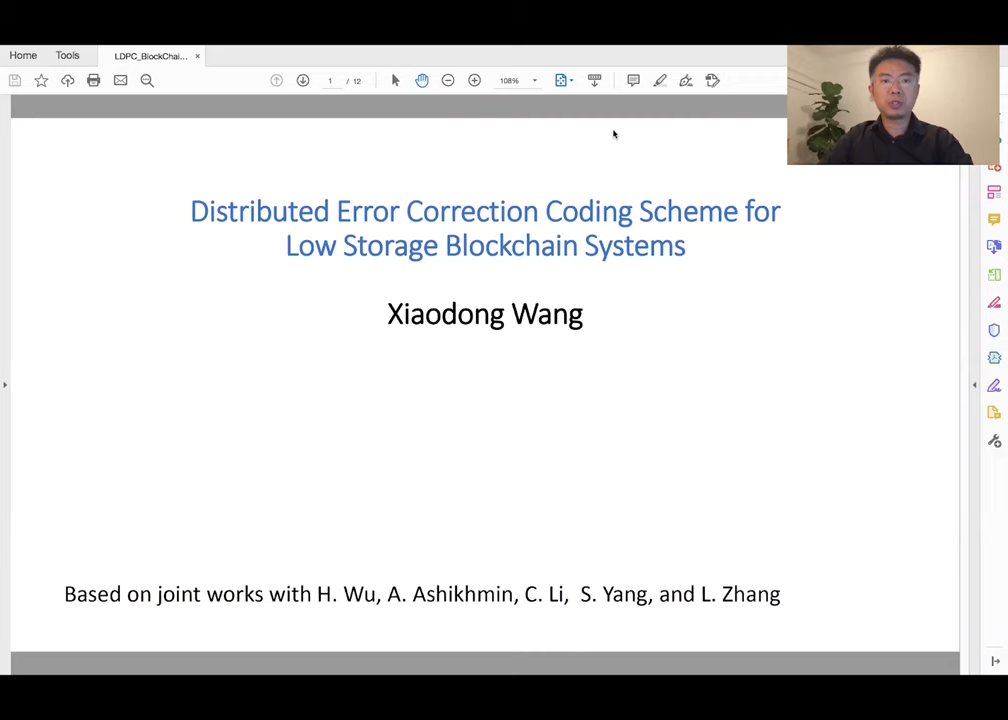 Home Tools LDPC_BlockChai... ×
1 / 12 108%
Distributed Error Correction Coding Scheme for
Low Storage Blockchain Systems
Xiaodong Wang
Based on joint works with H. Wu, A. Ashikhmin, C. Li, S. Yang, and L. Zhang